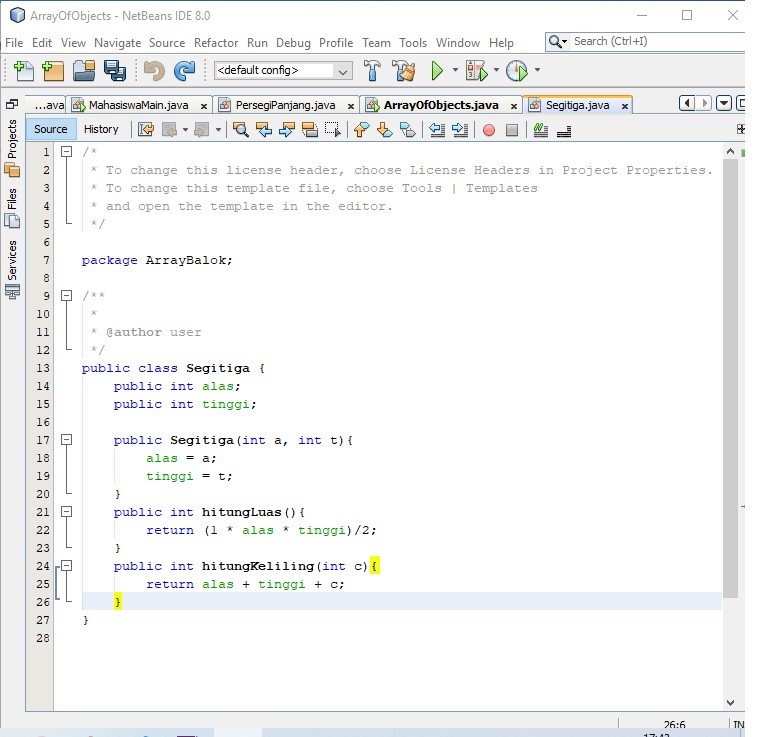 ArrayOfObjects - NetBeans IDE 8.0
File Edit View Navigate Source Refactor Run Debug Profile Team Tools Window Help
Search (Ctrl+I)
<default config>
...ava MahasiswaMain.java x PersegiPanjang.java x ArrayOfObjects.java x Segitiga.java x
Source History
Projects
Files
Services
1 /*
2 * To change this license header, choose License Headers in Project Properties.
3 * To change this template file, choose Tools | Templates
4 * and open the template in the editor.
5 */
6
7 package ArrayBalok;
8
9 /**
10 *
11 * @author user
12 */
13 public class Segitiga {
14 public int alas;
15 public int tinggi;
16
17 public Segitiga(int a, int t){
18 alas = a;
19 tinggi = t;
20 }
21 public int hitungLuas(){
22 return (1 * alas * tinggi)/2;
23 }
24 public int hitungKeliling(int c){
25 return alas + tinggi + c;
26 }
27 }
28
26:6 IN